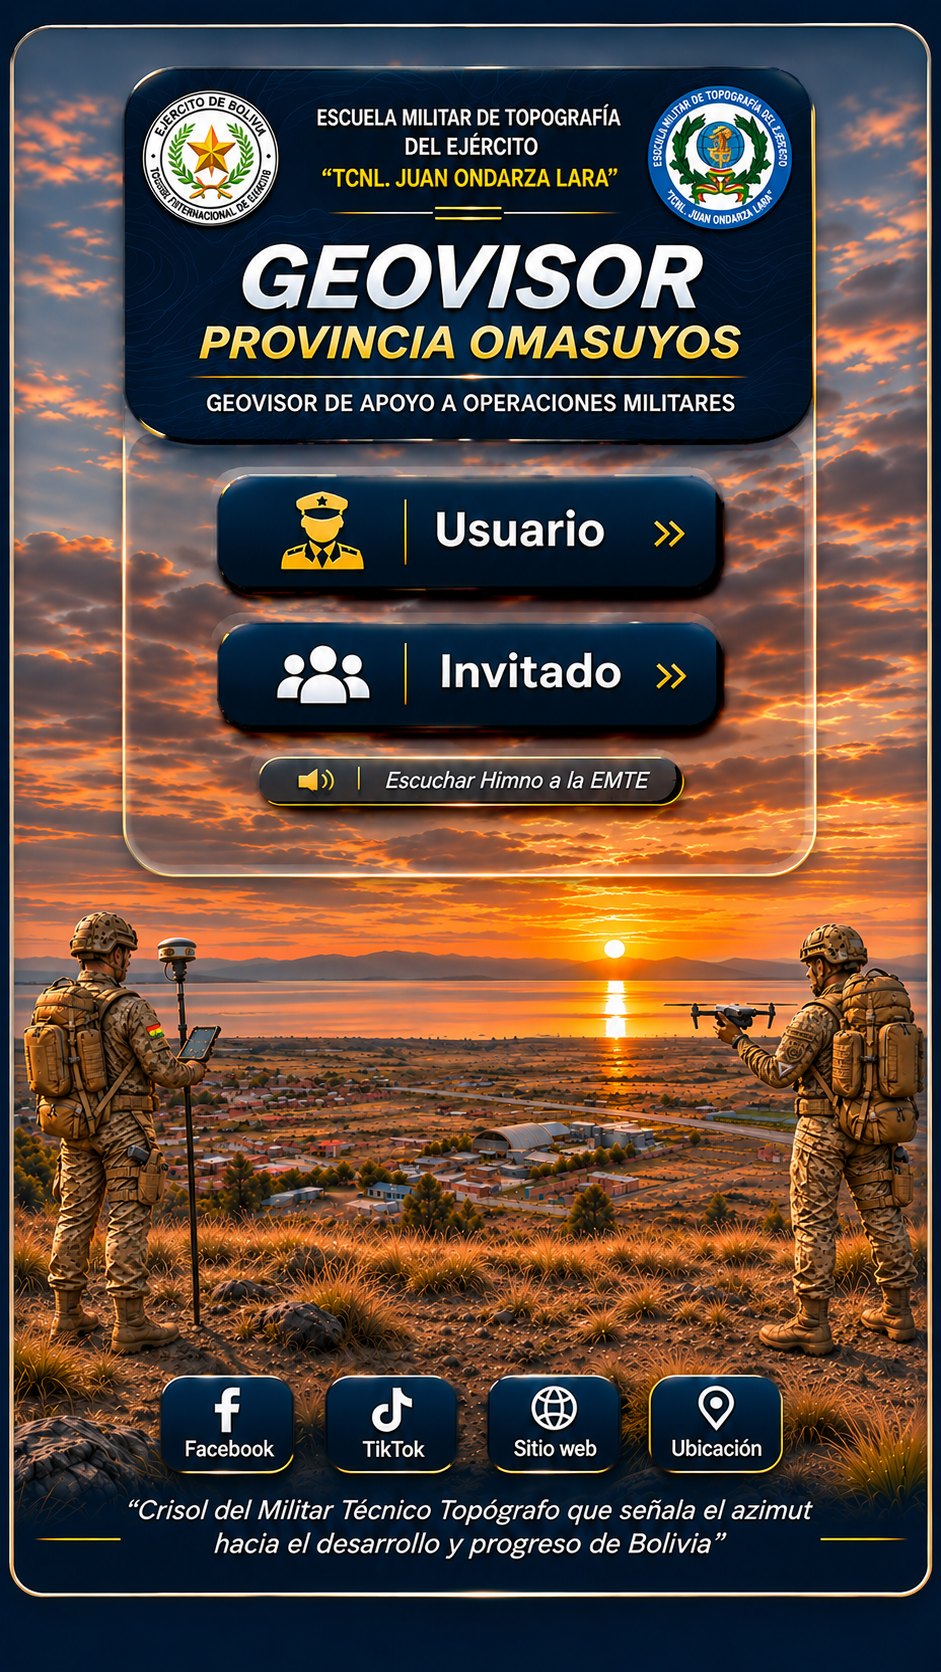 EJERCITO DE BOLIVIA
ESCUELA MILITAR DE TOPOGRAFÍA
DEL EJÉRCITO
“TCNL. JUAN ONDARZA LARA”
ESCUELA MILITAR DE TOPOGRAFÍA DEL EJERCITO
"TCNL. JUAN ONDARZA LARA"
GEOVISOR
PROVINCIA OMASUYOS
GEOVISOR DE APOYO A OPERACIONES MILITARES
Usuario
Invitado
Escuchar Himno a la EMTE
Facebook
TikTok
Sitio web
Ubicación
“Crisol del Militar Técnico Topógrafo que señala el azimut
hacia el desarrollo y progreso de Bolivia”